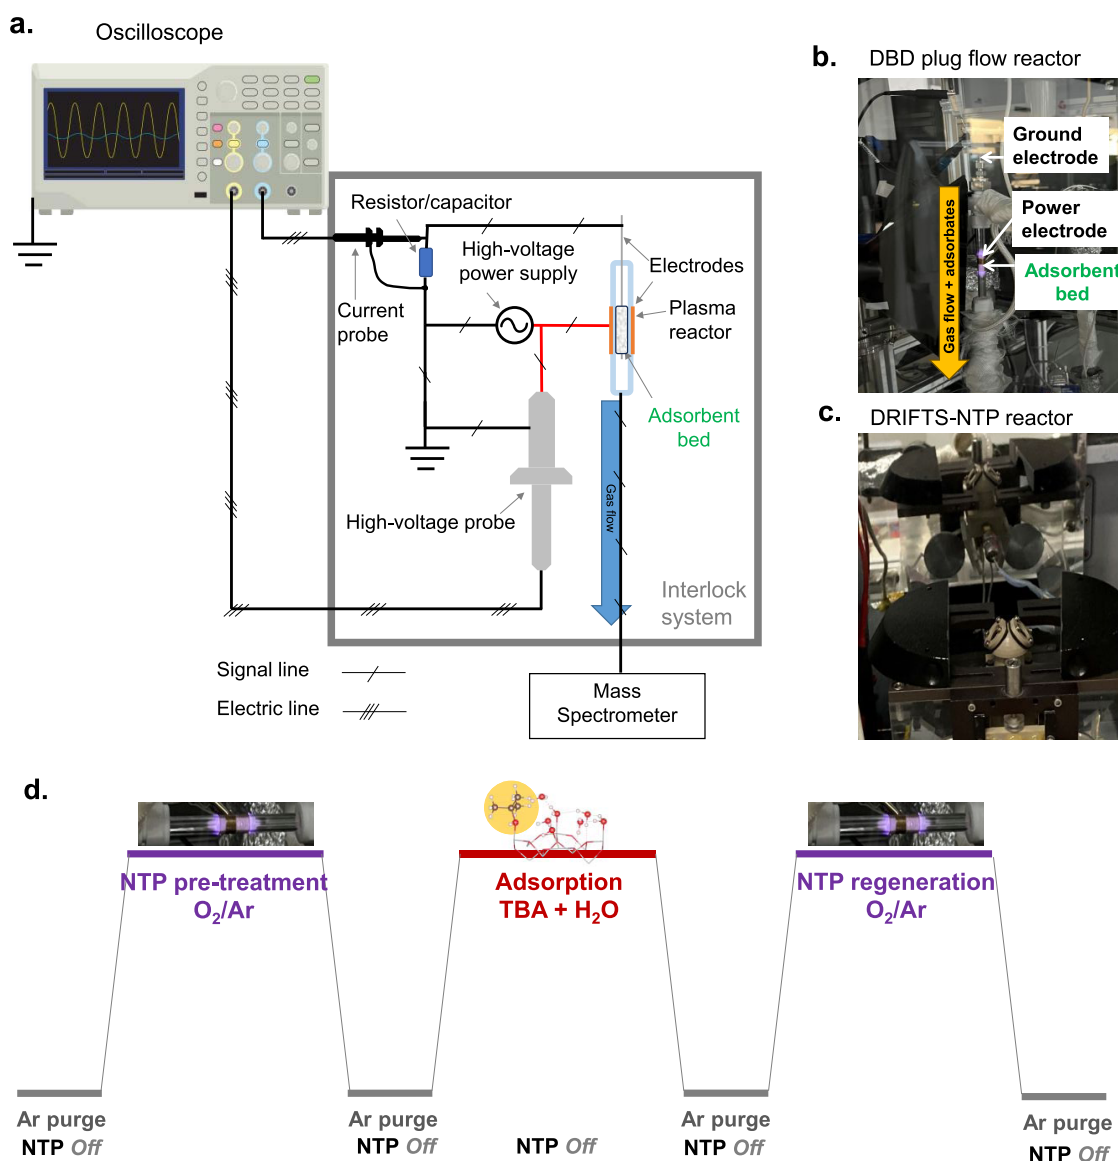 a.
Oscilloscope
Resistor/capacitor
High-voltage
power supply
Electrodes
Plasma
reactor
Current
probe
Adsorbent
bed
High-voltage probe
Gas flow
Interlock
system
Signal line
Electric line
Mass
Spectrometer
b.
DBD plug flow reactor
Ground
electrode
Power
electrode
Adsorbent
bed
Gas flow + adsorbates
c.
DRIFTS-NTP reactor
d.
NTP pre-treatment
O₂/Ar
Adsorption
TBA + H₂O
NTP regeneration
O₂/Ar
Ar purge
NTP Off
Ar purge
NTP Off
NTP Off
Ar purge
NTP Off
Ar purge
NTP Off